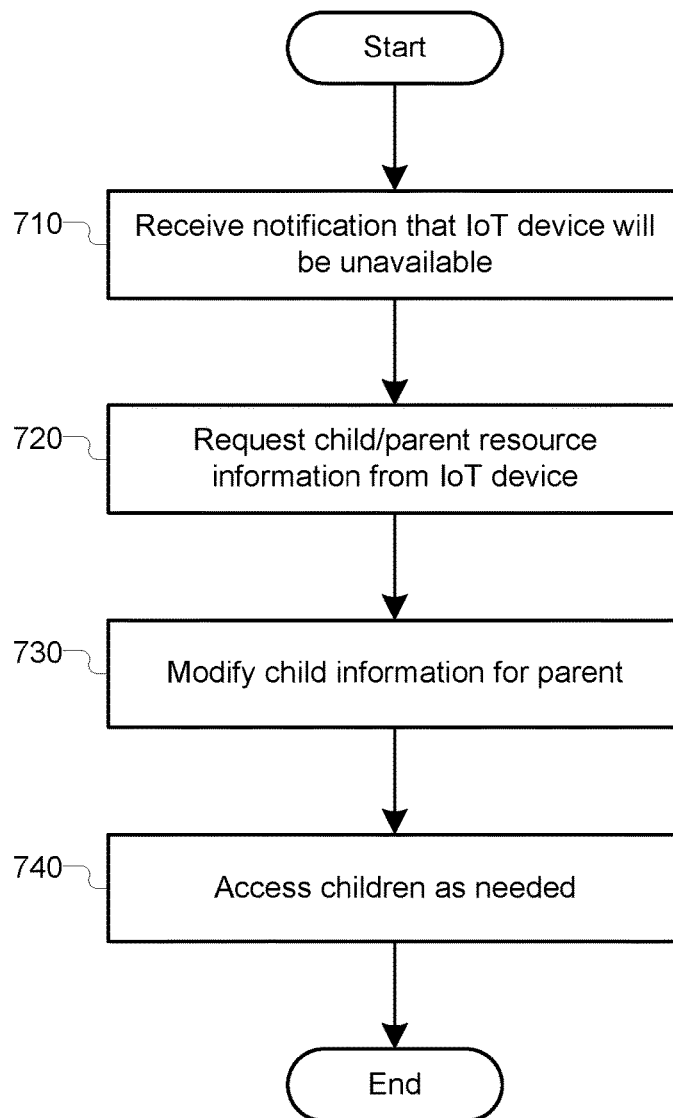 Start
710
Receive notification that IoT device will
be unavailable
720
Request child/parent resource
information from IoT device
730
Modify child information for parent
740
Access children as needed
End